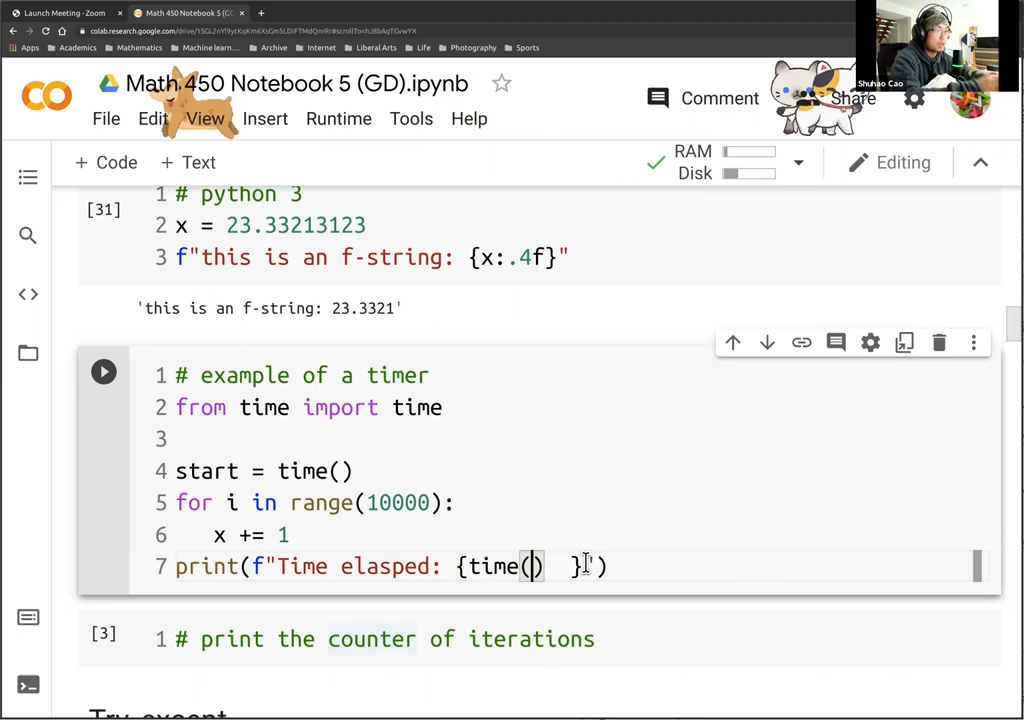 Launch Meeting - Zoom
Math 450 Notebook 5 (GD).ip
Apps
Academics
Mathematics
Machine learn...
Archive
Internet
Liberal Arts
Life
Photography
Sports
Shuhao Cao
Math 450 Notebook 5 (GD).ipynb
File Edit View Insert Runtime Tools Help
Comment
Share
+ Code + Text
RAM
Disk
Editing
[31]
1 # python 3
2 x = 23.33213123
3 f"this is an f-string: {x:.4f}"
'this is an f-string: 23.3321'
1 # example of a timer
2 from time import time
3
4 start = time()
5 for i in range(10000):
6 x += 1
7 print(f"Time elasped: {time() }")
[3]
1 # print the counter of iterations
Try except